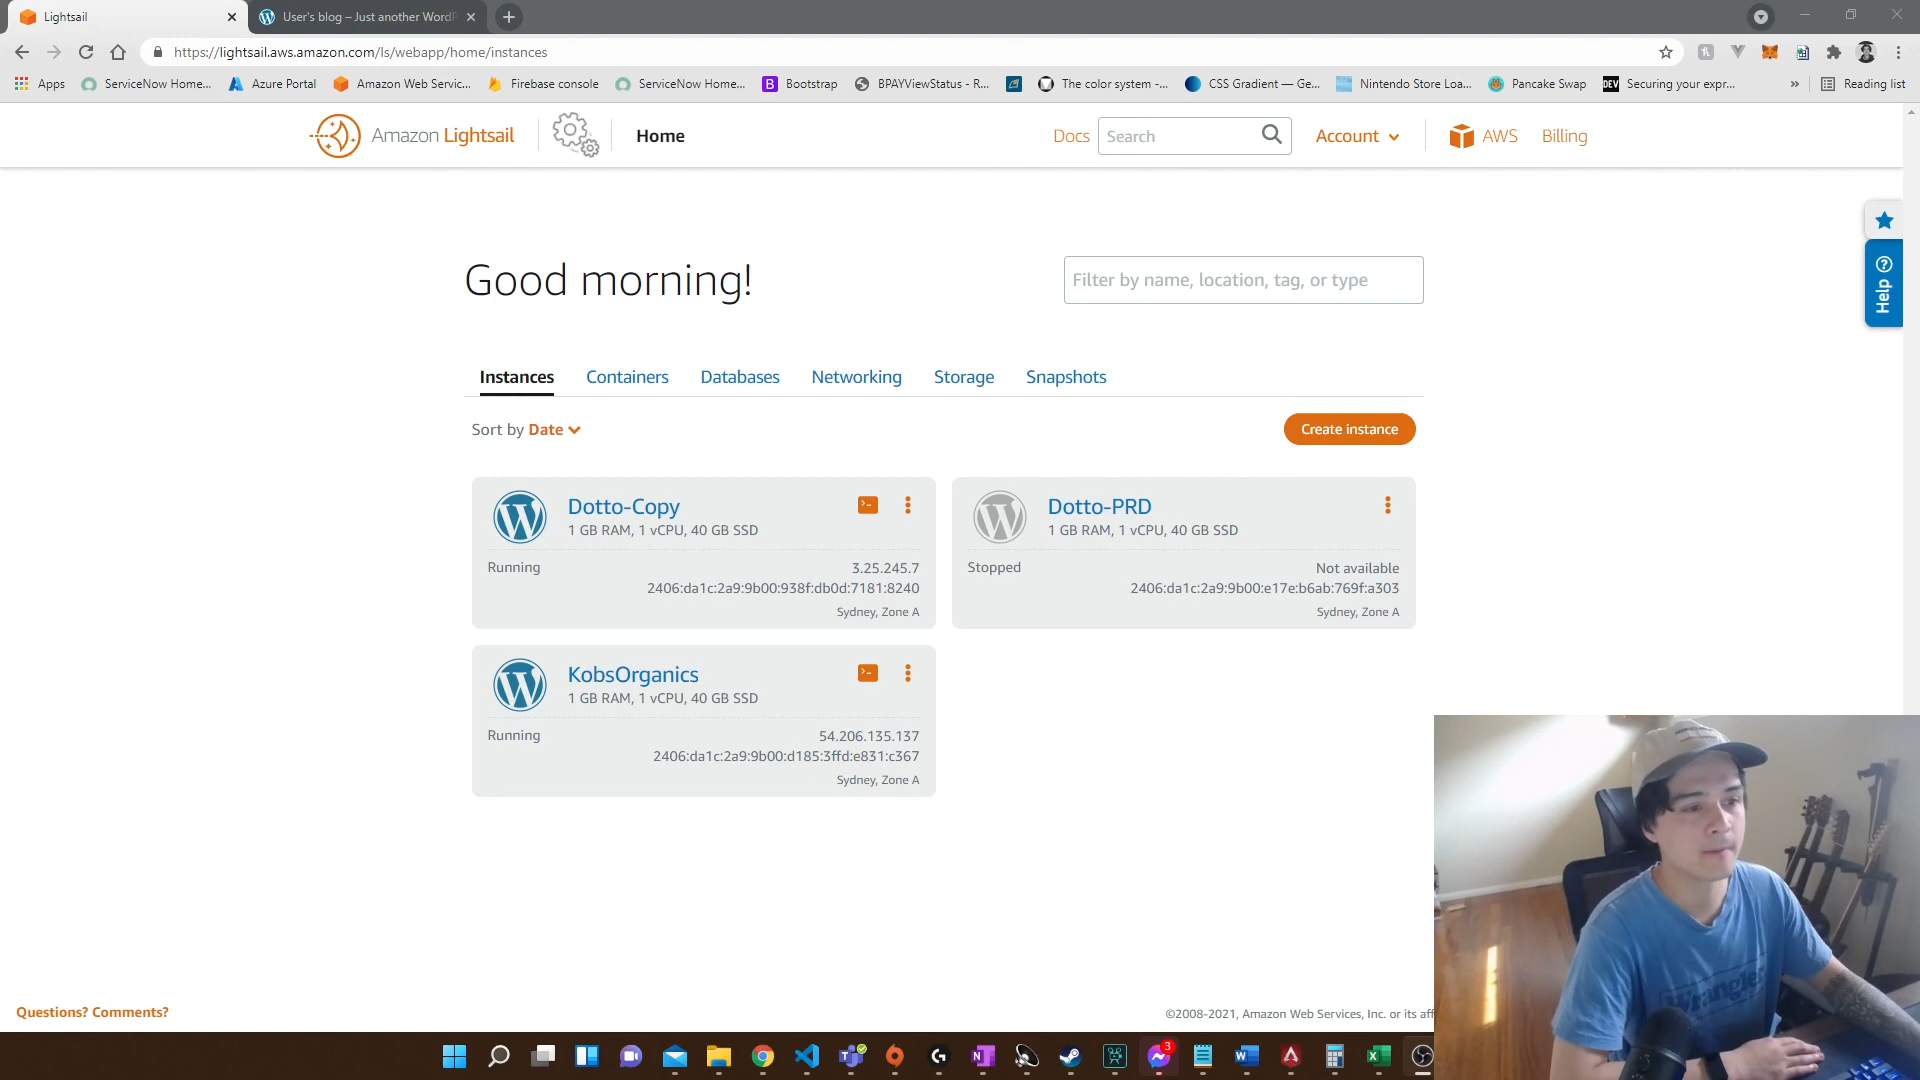 Lightsail
User's blog – Just another WordP
https://lightsail.aws.amazon.com/ls/webapp/home/instances
Apps
ServiceNow Home...
Azure Portal
Amazon Web Servic...
Firebase console
ServiceNow Home...
Bootstrap
BPAYViewStatus - R...
The color system -...
CSS Gradient — Ge...
Nintendo Store Loa...
Pancake Swap
DEV
Securing your expr...
»
Reading list
Amazon Lightsail
Home
Docs
Search
Account
AWS
Billing
Help
Good morning!
Filter by name, location, tag, or type
Instances
Containers
Databases
Networking
Storage
Snapshots
Sort by Date
Create instance
Dotto-Copy
1 GB RAM, 1 vCPU, 40 GB SSD
Running
3.25.245.7
2406:da1c:2a9:9b00:938f:db0d:7181:8240
Sydney, Zone A
Dotto-PRD
1 GB RAM, 1 vCPU, 40 GB SSD
Stopped
Not available
2406:da1c:2a9:9b00:e17e:b6ab:769f:a303
Sydney, Zone A
KobsOrganics
1 GB RAM, 1 vCPU, 40 GB SSD
Running
54.206.135.137
2406:da1c:2a9:9b00:d185:3ffd:e831:c367
Sydney, Zone A
Wrangler
Questions? Comments?
©2008-2021, Amazon Web Services, Inc. or its aff
3